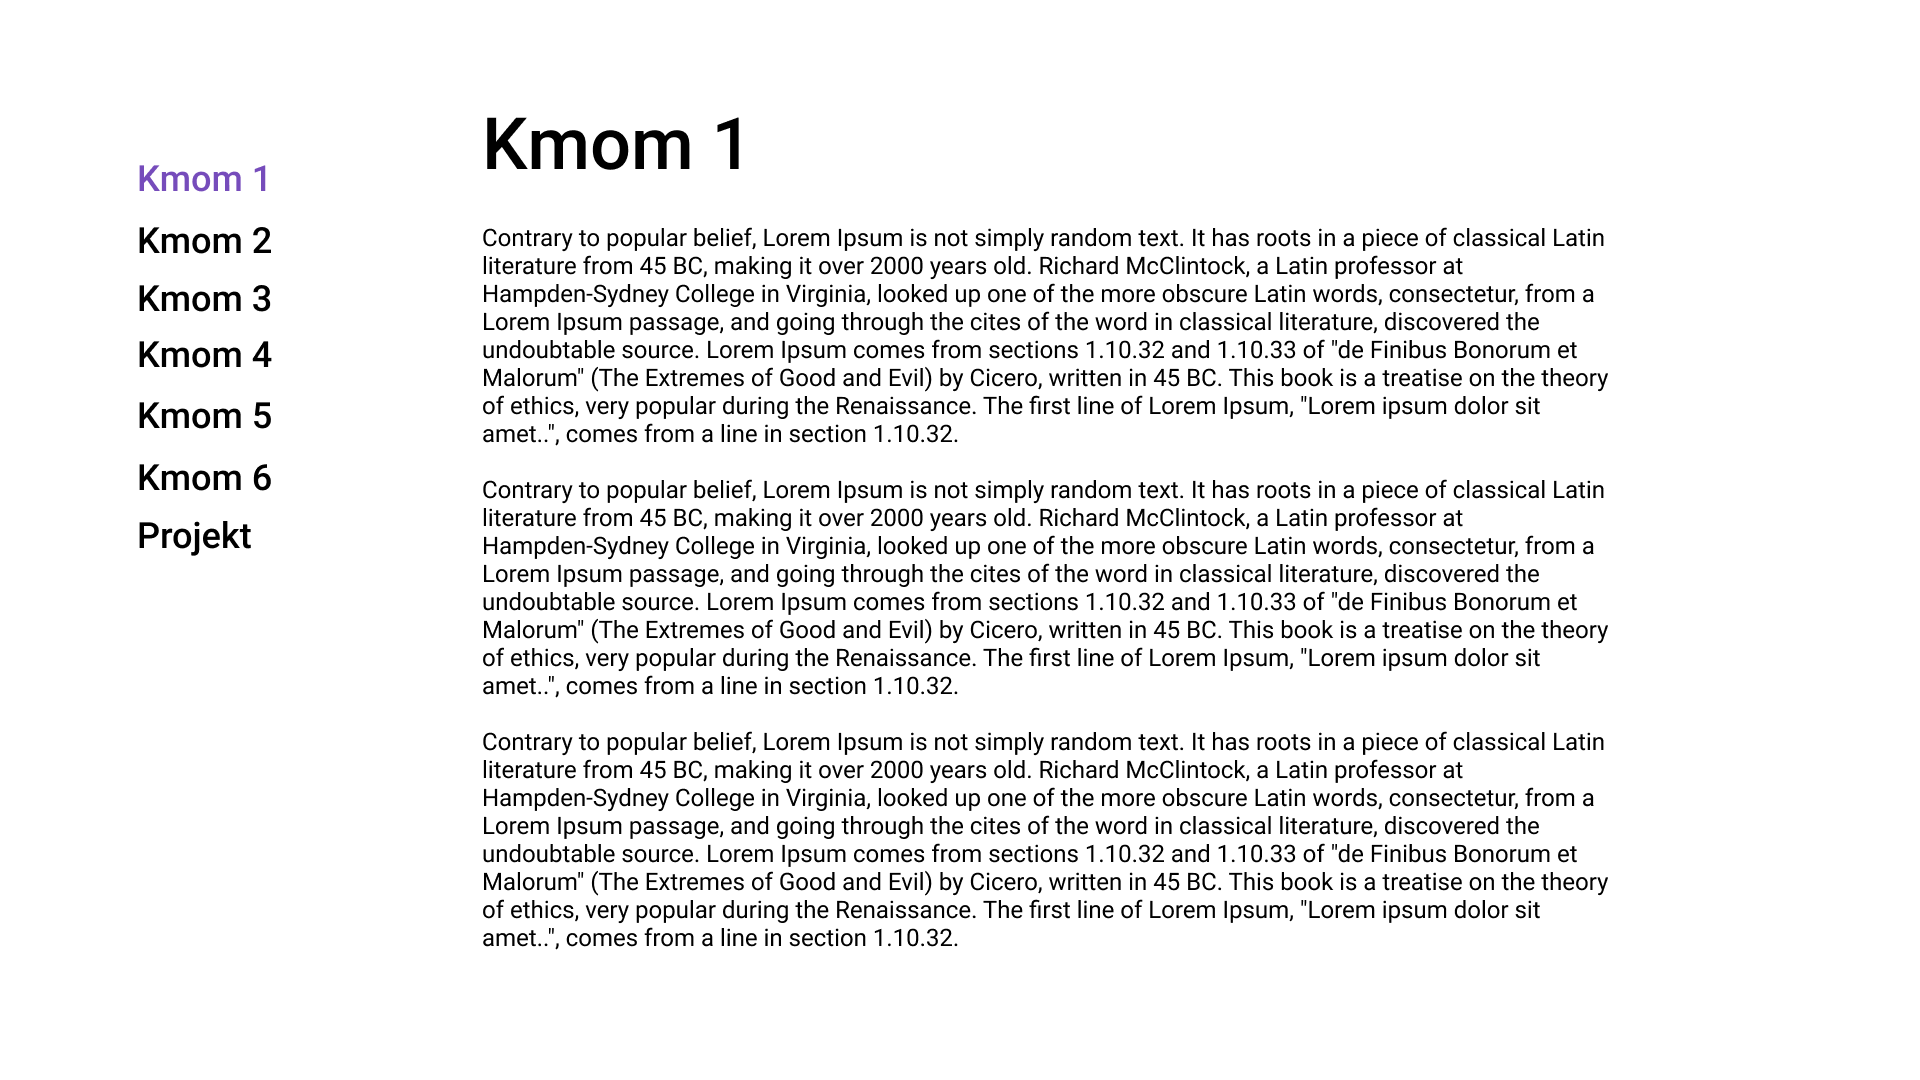 Kmom 1
Kmom 2
Kmom 3
Kmom 4
Kmom 5
Kmom 6
Projekt
Kmom 1
Contrary to popular belief, Lorem Ipsum is not simply random text. It has roots in a piece of classical Latin
literature from 45 BC, making it over 2000 years old. Richard McClintock, a Latin professor at
Hampden-Sydney College in Virginia, looked up one of the more obscure Latin words, consectetur, from a
Lorem Ipsum passage, and going through the cites of the word in classical literature, discovered the
undoubtable source. Lorem Ipsum comes from sections 1.10.32 and 1.10.33 of "de Finibus Bonorum et
Malorum" (The Extremes of Good and Evil) by Cicero, written in 45 BC. This book is a treatise on the theory
of ethics, very popular during the Renaissance. The first line of Lorem Ipsum, "Lorem ipsum dolor sit
amet..", comes from a line in section 1.10.32.
Contrary to popular belief, Lorem Ipsum is not simply random text. It has roots in a piece of classical Latin
literature from 45 BC, making it over 2000 years old. Richard McClintock, a Latin professor at
Hampden-Sydney College in Virginia, looked up one of the more obscure Latin words, consectetur, from a
Lorem Ipsum passage, and going through the cites of the word in classical literature, discovered the
undoubtable source. Lorem Ipsum comes from sections 1.10.32 and 1.10.33 of "de Finibus Bonorum et
Malorum" (The Extremes of Good and Evil) by Cicero, written in 45 BC. This book is a treatise on the theory
of ethics, very popular during the Renaissance. The first line of Lorem Ipsum, "Lorem ipsum dolor sit
amet..", comes from a line in section 1.10.32.
Contrary to popular belief, Lorem Ipsum is not simply random text. It has roots in a piece of classical Latin
literature from 45 BC, making it over 2000 years old. Richard McClintock, a Latin professor at
Hampden-Sydney College in Virginia, looked up one of the more obscure Latin words, consectetur, from a
Lorem Ipsum passage, and going through the cites of the word in classical literature, discovered the
undoubtable source. Lorem Ipsum comes from sections 1.10.32 and 1.10.33 of "de Finibus Bonorum et
Malorum" (The Extremes of Good and Evil) by Cicero, written in 45 BC. This book is a treatise on the theory
of ethics, very popular during the Renaissance. The first line of Lorem Ipsum, "Lorem ipsum dolor sit
amet..", comes from a line in section 1.10.32.